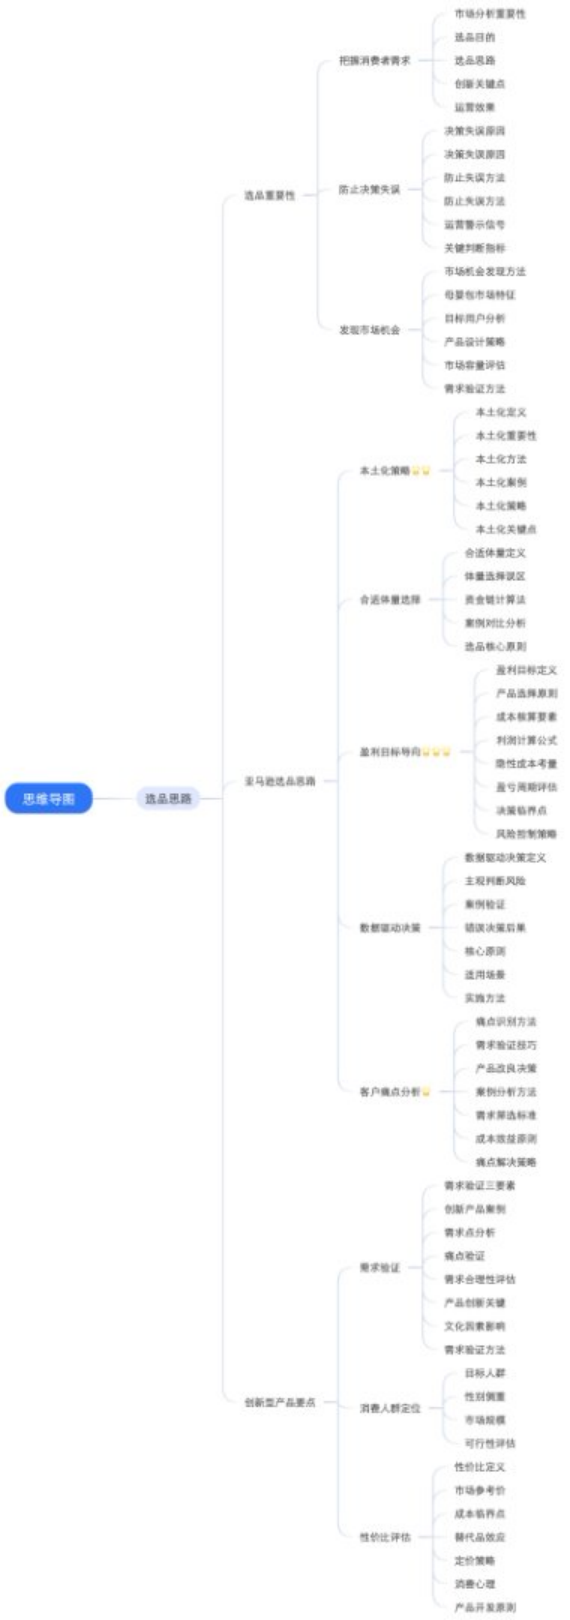 思维导图
选品思路
选品重要性
把握消费者需求
市场分析重要性
选品目的
选品思路
创新关键点
运营效果
防止决策失误
决策失误原因
决策失误原因
防止失误方法
防止失误方法
运营警示信号
关键判断指标
发现市场机会
市场机会发现方法
母婴包市场特征
目标用户分析
产品设计策略
市场容量评估
需求验证方法
亚马逊选品思路
本土化策略
本土化定义
本土化重要性
本土化方法
本土化案例
本土化策略
本土化关键点
合适体量选择
合适体量定义
体量选择误区
资金链计算法
案例对比分析
选品核心原则
盈利目标导向
盈利目标定义
产品选择原则
成本核算要素
利润计算公式
隐性成本考量
盈亏周期评估
决策临界点
风险控制策略
数据驱动决策
数据驱动决策定义
主观判断风险
案例验证
错误决策后果
核心原则
适用场景
实施方法
客户痛点分析
痛点识别方法
需求验证技巧
产品改良决策
案例分析方法
需求筛选标准
成本效益原则
痛点解决策略
创新型产品要点
需求验证
需求验证三要素
创新产品案例
需求点分析
痛点验证
需求合理性评估
产品创新关键
文化因素影响
需求验证方法
消费人群定位
目标人群
性别侧重
市场规模
可行性评估
性价比评估
性价比定义
市场参考价
成本临界点
替代品效应
定价策略
消费心理
产品开发原则